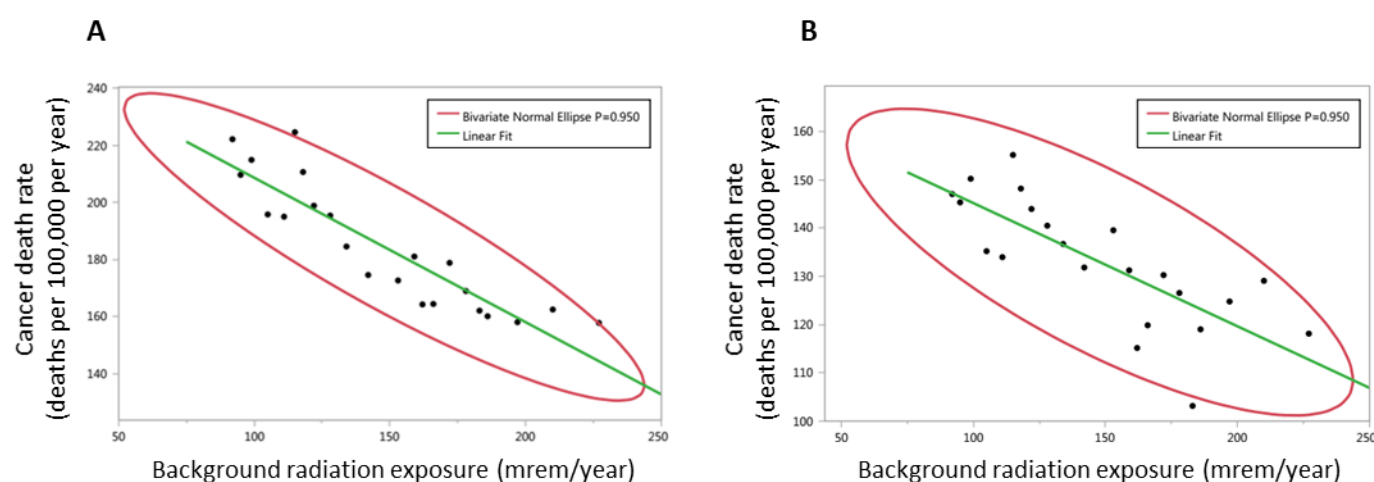 A
Cancer death rate
(deaths per 100,000 per year)
240
220
200
180
160
140
Bivariate Normal Ellipse P=0.950
Linear Fit
50 100 150 200 250
Background radiation exposure (mrem/year)
B
Cancer death rate
(deaths per 100,000 per year)
160
150
140
130
120
110
100
Bivariate Normal Ellipse P=0.950
Linear Fit
50 100 150 200 250
Background radiation exposure (mrem/year)